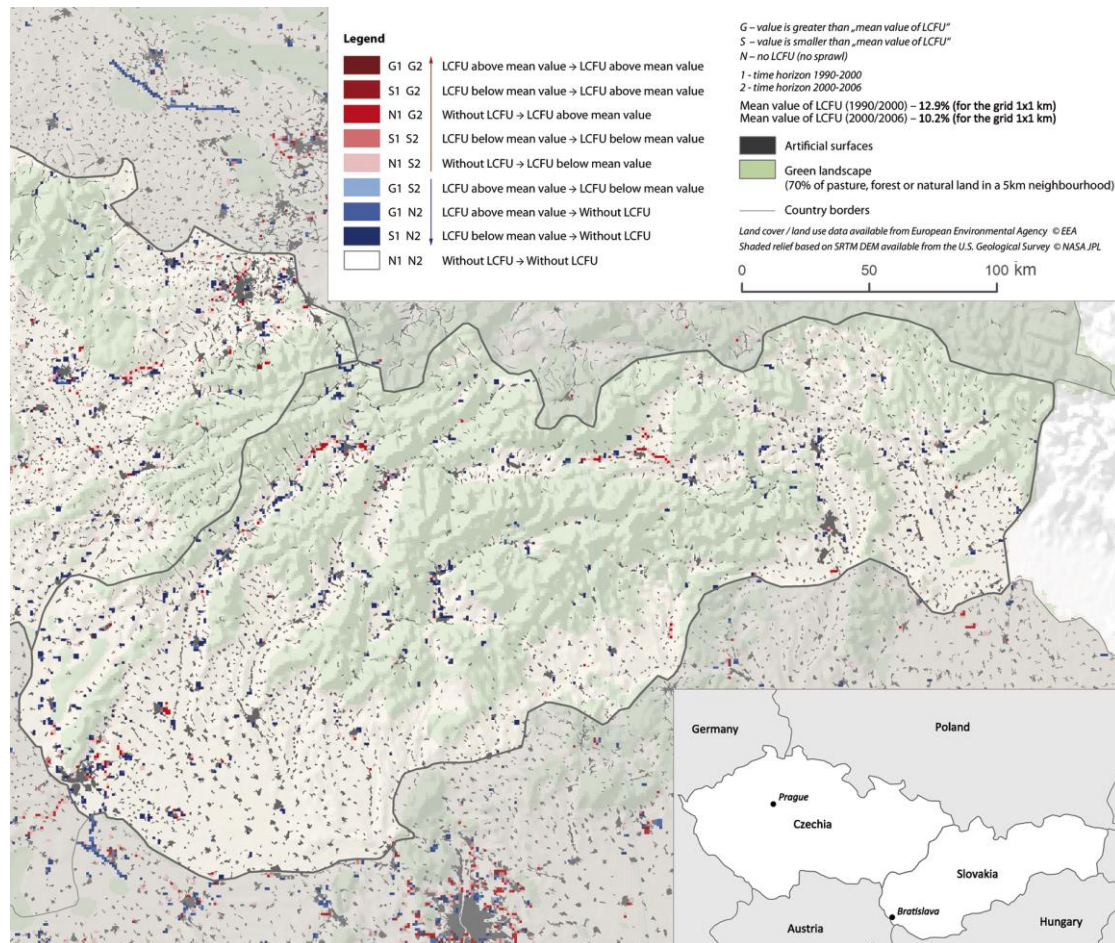 Legend
G1 G2 LCFU above mean value → LCFU above mean value
S1 G2 LCFU below mean value → LCFU above mean value
N1 G2 Without LCFU → LCFU above mean value
S1 S2 LCFU below mean value → LCFU below mean value
N1 S2 Without LCFU → LCFU below mean value
G1 S2 LCFU above mean value → LCFU below mean value
G1 N2 LCFU above mean value → Without LCFU
S1 N2 LCFU below mean value → Without LCFU
N1 N2 Without LCFU → Without LCFU
G – value is greater than „mean value of LCFU"
S – value is smaller than „mean value of LCFU"
N – no LCFU (no sprawl)
1 - time horizon 1990-2000
2 - time horizon 2000-2006
Mean value of LCFU (1990/2000) – 12.9% (for the grid 1x1 km)
Mean value of LCFU (2000/2006) – 10.2% (for the grid 1x1 km)
Artificial surfaces
Green landscape
(70% of pasture, forest or natural land in a 5km neighbourhood)
Country borders
Land cover / land use data available from European Environmental Agency © EEA
Shaded relief based on SRTM DEM available from the U.S. Geological Survey © NASA JPL
0 50 100 km
Germany
Poland
Prague
Czechia
Slovakia
Bratislava
Austria
Hungary